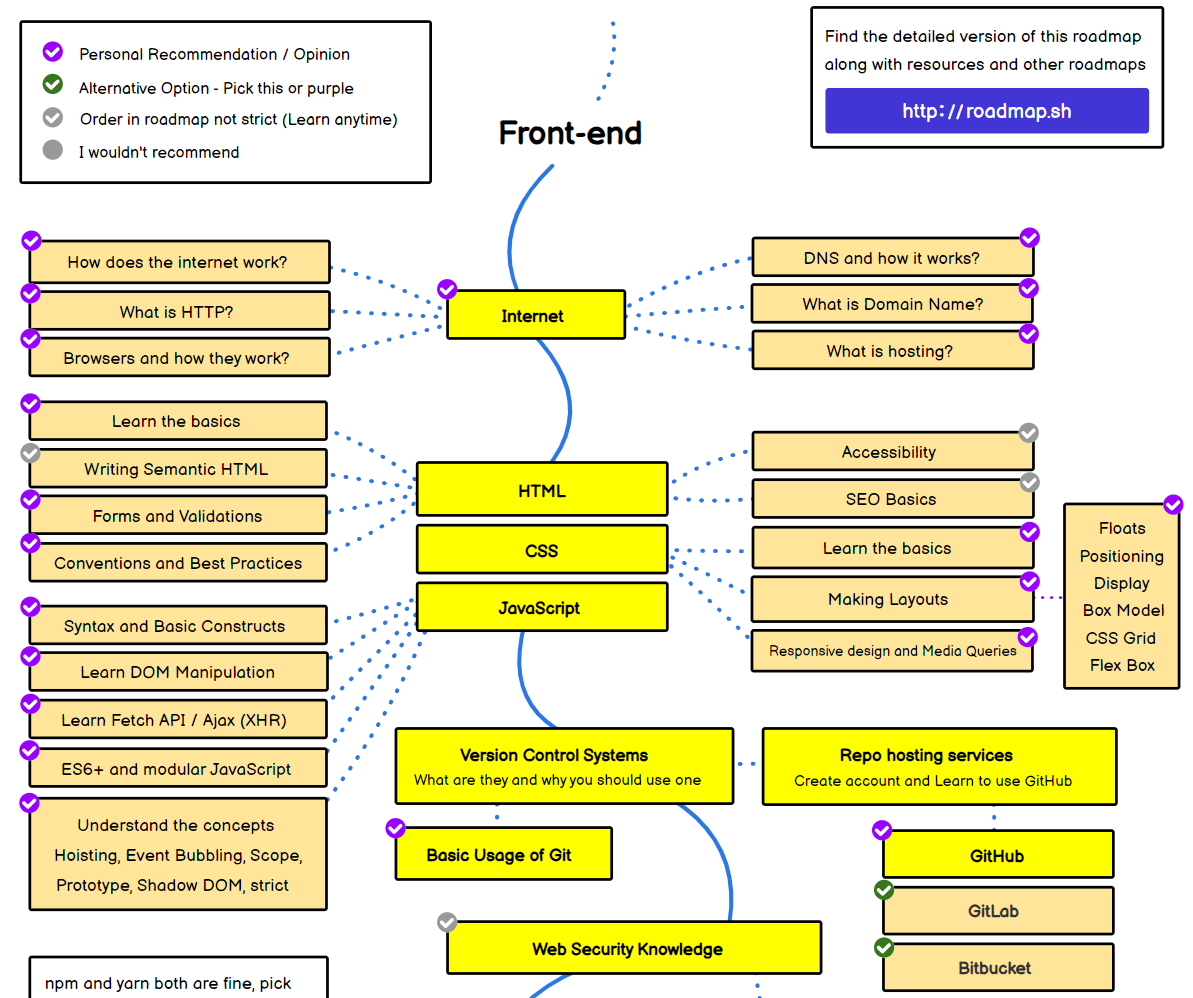 Personal Recommendation / Opinion
Alternative Option - Pick this or purple
Order in roadmap not strict (Learn anytime)
I wouldn't recommend
Find the detailed version of this roadmap
along with resources and other roadmaps
http://roadmap.sh
Front-end
How does the internet work?
What is HTTP?
Browsers and how they work?
Internet
DNS and how it works?
What is Domain Name?
What is hosting?
Learn the basics
Writing Semantic HTML
Forms and Validations
Conventions and Best Practices
HTML
Accessibility
SEO Basics
CSS
Learn the basics
Making Layouts
Responsive design and Media Queries
Floats
Positioning
Display
Box Model
CSS Grid
Flex Box
JavaScript
Syntax and Basic Constructs
Learn DOM Manipulation
Learn Fetch API / Ajax (XHR)
ES6+ and modular JavaScript
Understand the concepts
Hoisting, Event Bubbling, Scope,
Prototype, Shadow DOM, strict
Version Control Systems
What are they and why you should use one
Repo hosting services
Create account and Learn to use GitHub
Basic Usage of Git
GitHub
GitLab
Bitbucket
Web Security Knowledge
npm and yarn both are fine, pick